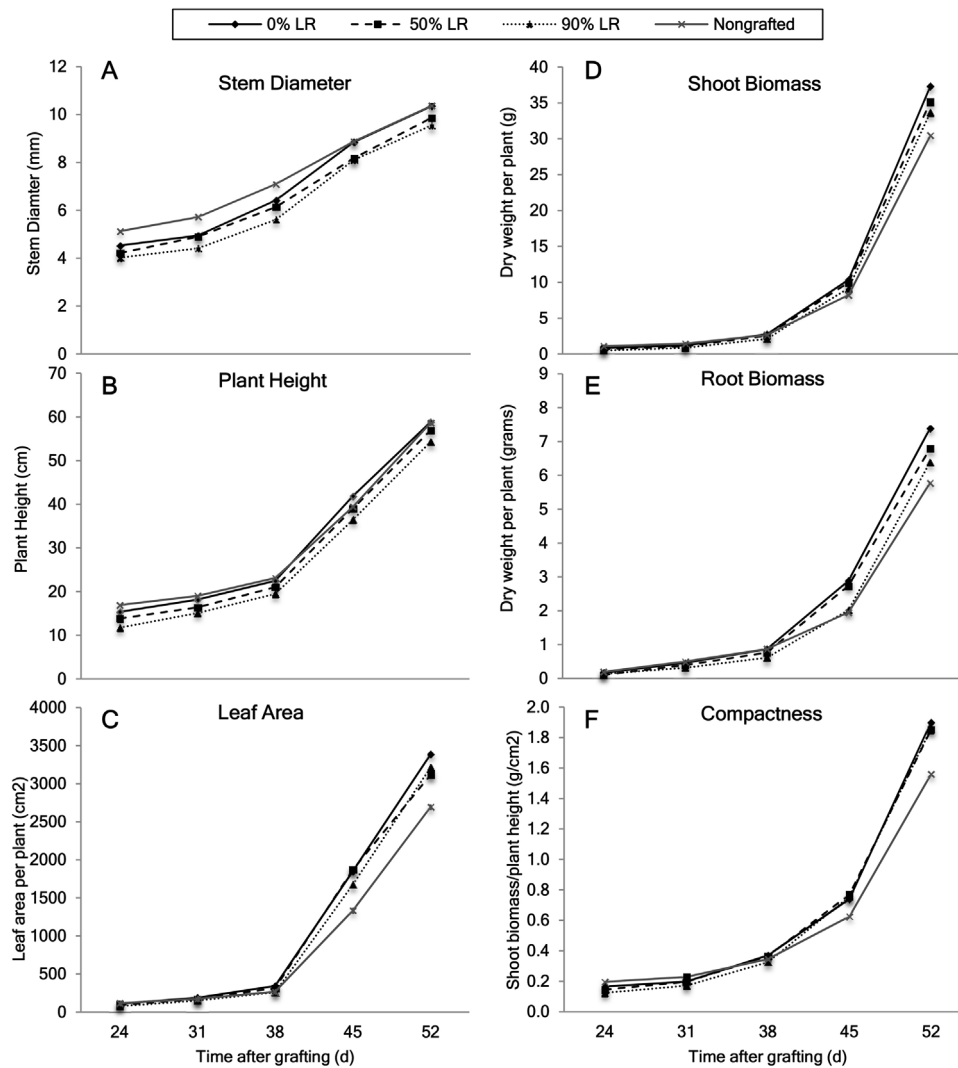 0% LR 50% LR 90% LR Nongrafted
A
Stem Diameter
Stem Diamter (mm)
12
10
8
6
4
2
0
B
Plant Height
Plant Height (cm)
70
60
50
40
30
20
10
0
C
Leaf Area
Leaf area per plant (cm2)
4000
3500
3000
2500
2000
1500
1000
500
0
24 31 38 45 52
Time after grafting (d)
D
Shoot Biomass
Dry weight per plant (g)
40
35
30
25
20
15
10
5
0
E
Root Biomass
Dry weight per plant (grams)
9
8
7
6
5
4
3
2
1
0
F
Compactness
Shoot biomass/plant height (g/cm2)
2.0
1.8
1.6
1.4
1.2
1.0
0.8
0.6
0.4
0.2
0.0
24 31 38 45 52
Time after grafting (d)